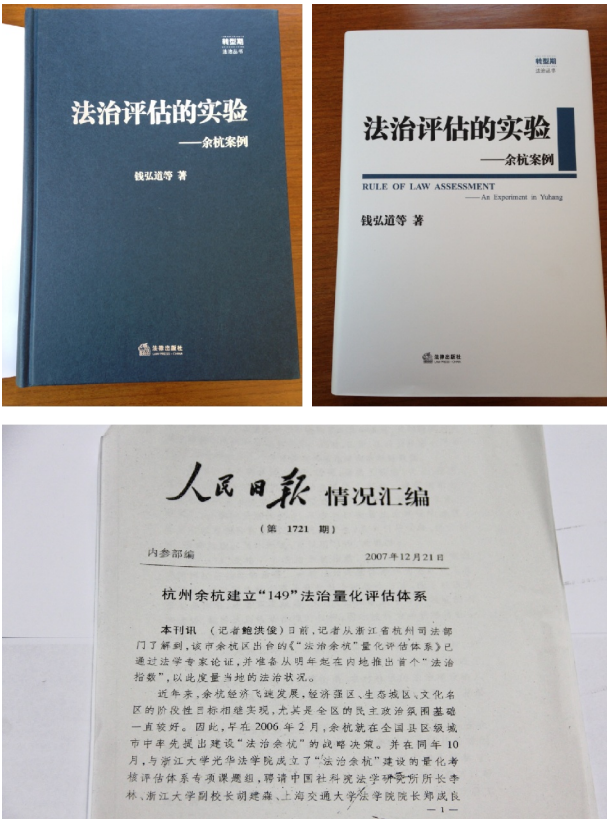 转型期
法治丛书
法治评估的实验
——余杭案例
钱弘道等 著
法律出版社
LAW PRESS·CHINA
转型期
法治丛书
法治评估的实验
——余杭案例
RULE OF LAW ASSESSMENT
——An Experiment in Yuhang
钱弘道等 著
法律出版社
LAW PRESS·CHINA
人民日报 情况汇编
（第 1721 期）
内参部编 2007年12月21日
杭州余杭建立“149”法治量化评估体系
本刊讯 （记者鲍洪俊）日前，记者从浙江省杭州司法部
门了解到，该市余杭区出台的《“法治余杭”量化评估体系》已
通过法学专家论证，并准备从明年起在内地推出首个“法治
指数”，以此度量当地的法治状况。
近年来，余杭经济飞速发展，经济强区、生态城区、文化名
区的阶段性目标相继实现，尤其是全区的民主政治氛围基础
一直较好。因此，早在2006年2月，余杭就在全国县区级城
市中率先提出建设“法治余杭”的战略决策。并在同年10
月，与浙江大学光华法学院成立了“法治余杭”建设的量化考
核评估体系专项课题组，聘请中国社科院法学研究所所长李
林、浙江大学副校长胡建淼、上海交通大学法学院院长郑成良
— 1 —